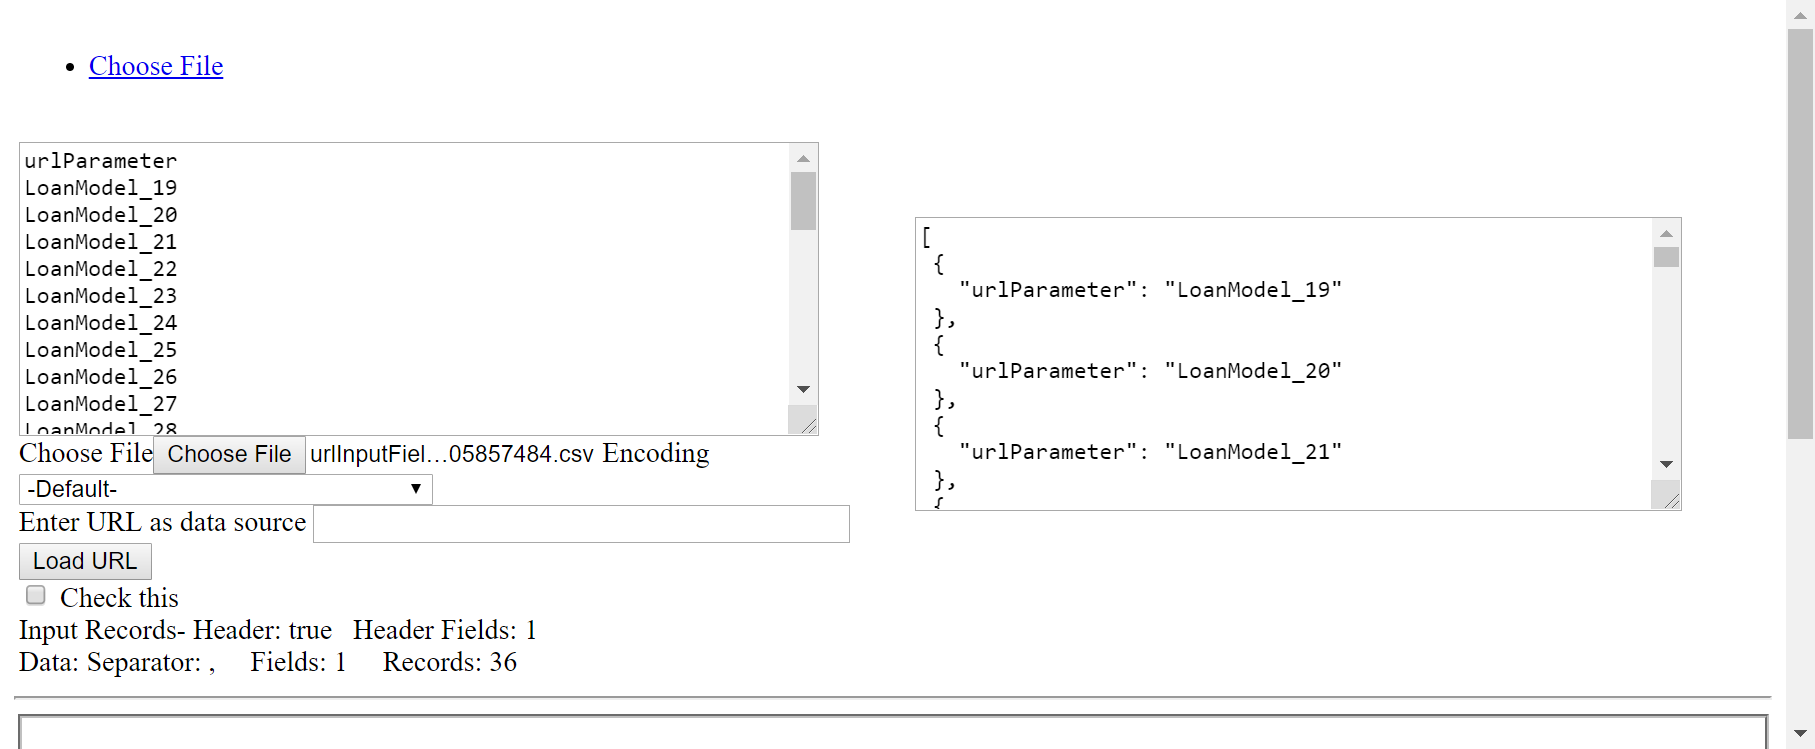 Choose File
urlParameter
LoanModel_19
LoanModel_20
LoanModel_21
LoanModel_22
LoanModel_23
LoanModel_24
LoanModel_25
LoanModel_26
LoanModel_27
LoanModel_28
Choose File Choose File urlInputFiel…05857484.csv Encoding
-Default-
Enter URL as data source
Load URL
Check this
Input Records- Header: true Header Fields: 1
Data: Separator: , Fields: 1 Records: 36
[
{
"urlParameter": "LoanModel_19"
},
{
"urlParameter": "LoanModel_20"
},
{
"urlParameter": "LoanModel_21"
},
{